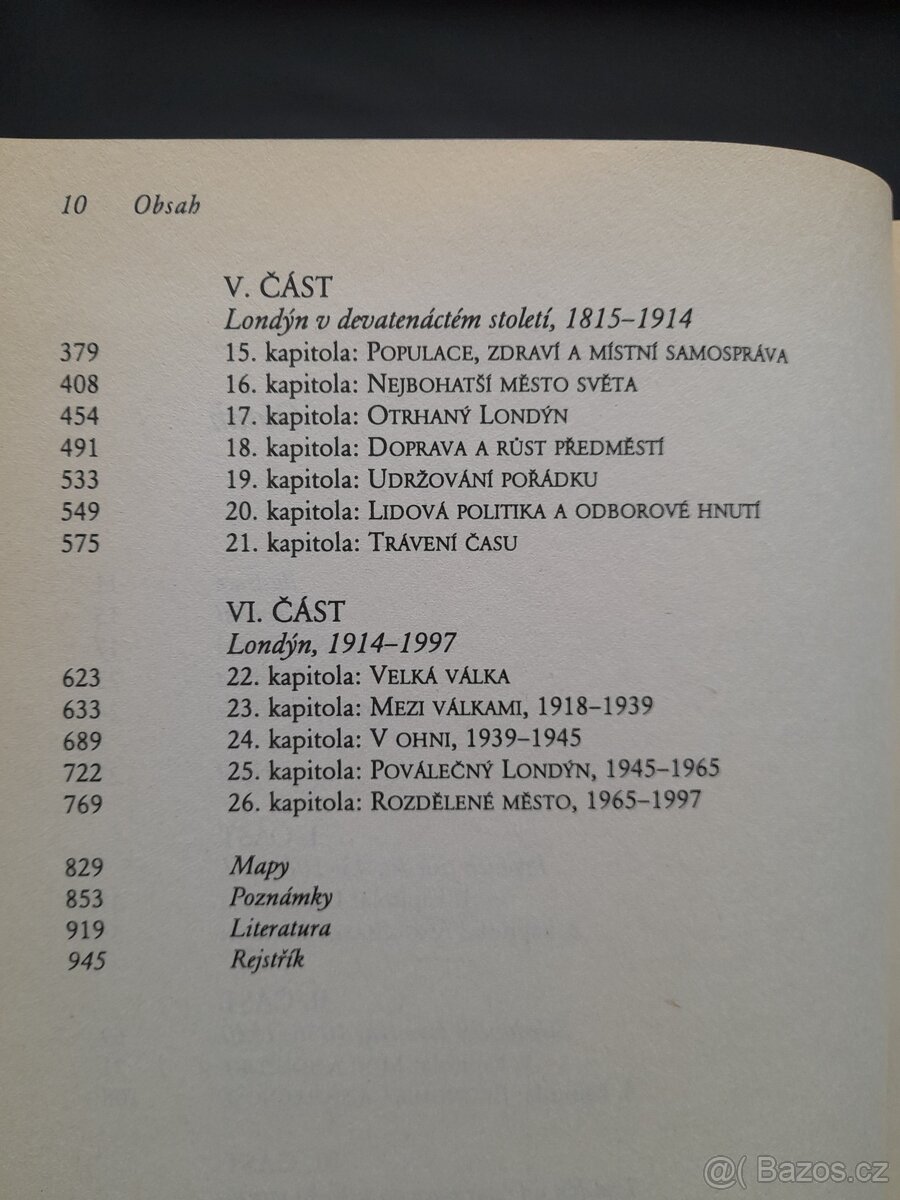 10 Obsah
V. ČÁST
Londýn v devatenáctém století, 1815–1914
379 15. kapitola: POPULACE, ZDRAVÍ A MÍSTNÍ SAMOSPRÁVA
408 16. kapitola: NEJBOHATŠÍ MĚSTO SVĚTA
454 17. kapitola: OTRHANÝ LONDÝN
491 18. kapitola: DOPRAVA A RŮST PŘEDMĚSTÍ
533 19. kapitola: UDRŽOVÁNÍ POŘÁDKU
549 20. kapitola: LIDOVÁ POLITIKA A ODBOROVÉ HNUTÍ
575 21. kapitola: TRÁVENÍ ČASU
VI. ČÁST
Londýn, 1914–1997
623 22. kapitola: VELKÁ VÁLKA
633 23. kapitola: MEZI VÁLKAMI, 1918–1939
689 24. kapitola: V OHNI, 1939–1945
722 25. kapitola: POVÁLEČNÝ LONDÝN, 1945–1965
769 26. kapitola: ROZDĚLENÉ MĚSTO, 1965–1997
829 Mapy
853 Poznámky
919 Literatura
945 Rejstřík
@( Bazos.cz